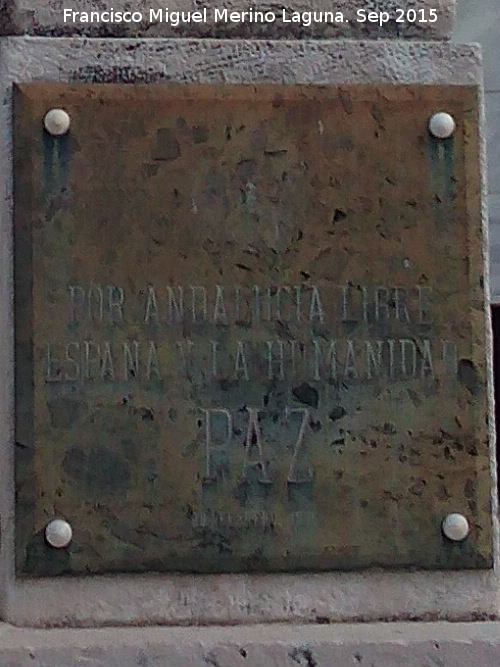 Francisco Miguel Merino Laguna. Sep 2015
POR ANDALUCIA LIBRE
ESPAÑA Y LA HUMANIDAD
PAZ